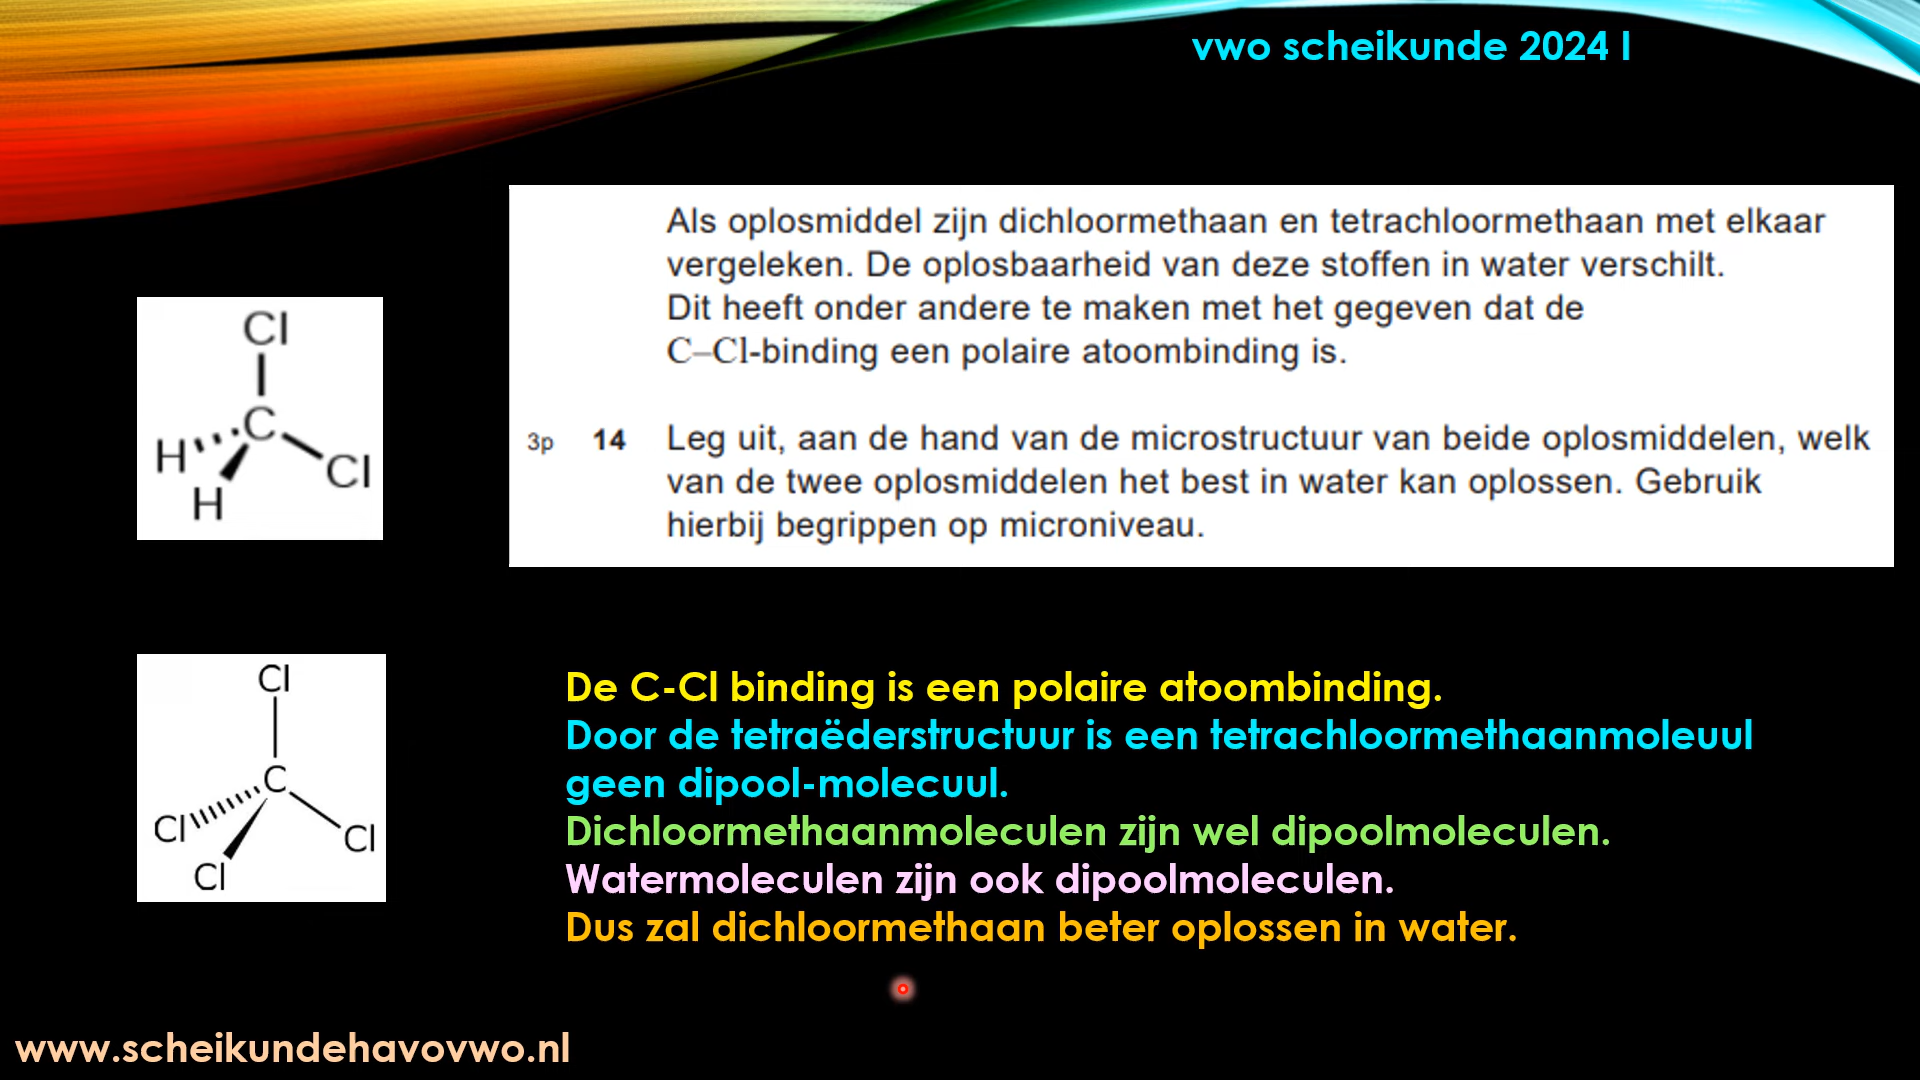 vwo scheikunde 2024 I
Als oplosmiddel zijn dichloormethaan en tetrachloormethaan met elkaar
vergeleken. De oplosbaarheid van deze stoffen in water verschilt.
Dit heeft onder andere te maken met het gegeven dat de
C–Cl-binding een polaire atoombinding is.
3p 14 Leg uit, aan de hand van de microstructuur van beide oplosmiddelen, welk
van de twee oplosmiddelen het best in water kan oplossen. Gebruik
hierbij begrippen op microniveau.
Cl
C
H
Cl
H
Cl
C
Cl
Cl
Cl
De C-Cl binding is een polaire atoombinding.
Door de tetraëderstructuur is een tetrachloormethaanmoleuul
geen dipool-molecuul.
Dichloormethaanmoleculen zijn wel dipoolmoleculen.
Watermoleculen zijn ook dipoolmoleculen.
Dus zal dichloormethaan beter oplossen in water.
www.scheikundehavovwo.nl